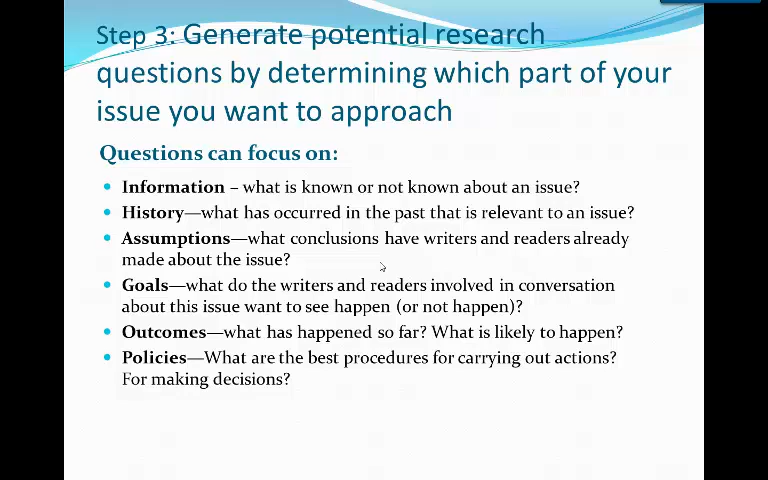 Step 3: Generate potential research
questions by determining which part of your
issue you want to approach
Questions can focus on:
• Information – what is known or not known about an issue?
• History—what has occurred in the past that is relevant to an issue?
• Assumptions—what conclusions have writers and readers already
made about the issue?
• Goals—what do the writers and readers involved in conversation
about this issue want to see happen (or not happen)?
• Outcomes—what has happened so far? What is likely to happen?
• Policies—What are the best procedures for carrying out actions?
For making decisions?